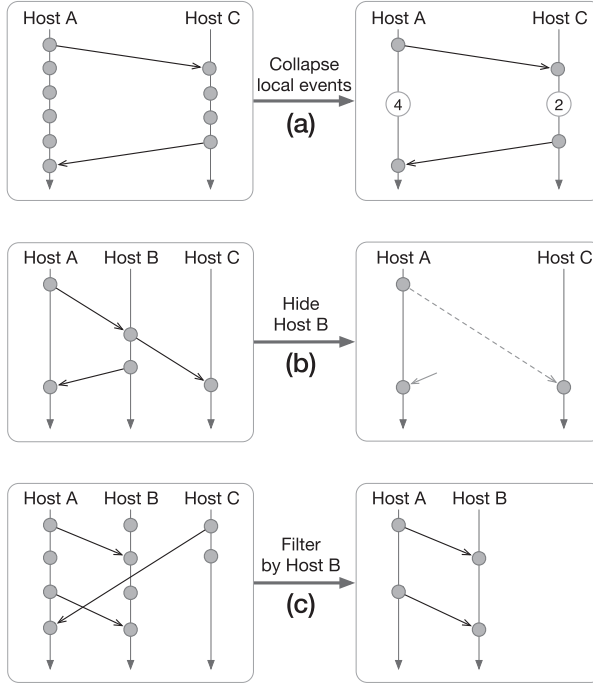 Host A Host C
Collapse
local events
(a)
Host A Host C
4 2
Host A Host B Host C
Hide
Host B
(b)
Host A Host C
Host A Host B Host C
Filter
by Host B
(c)
Host A Host B